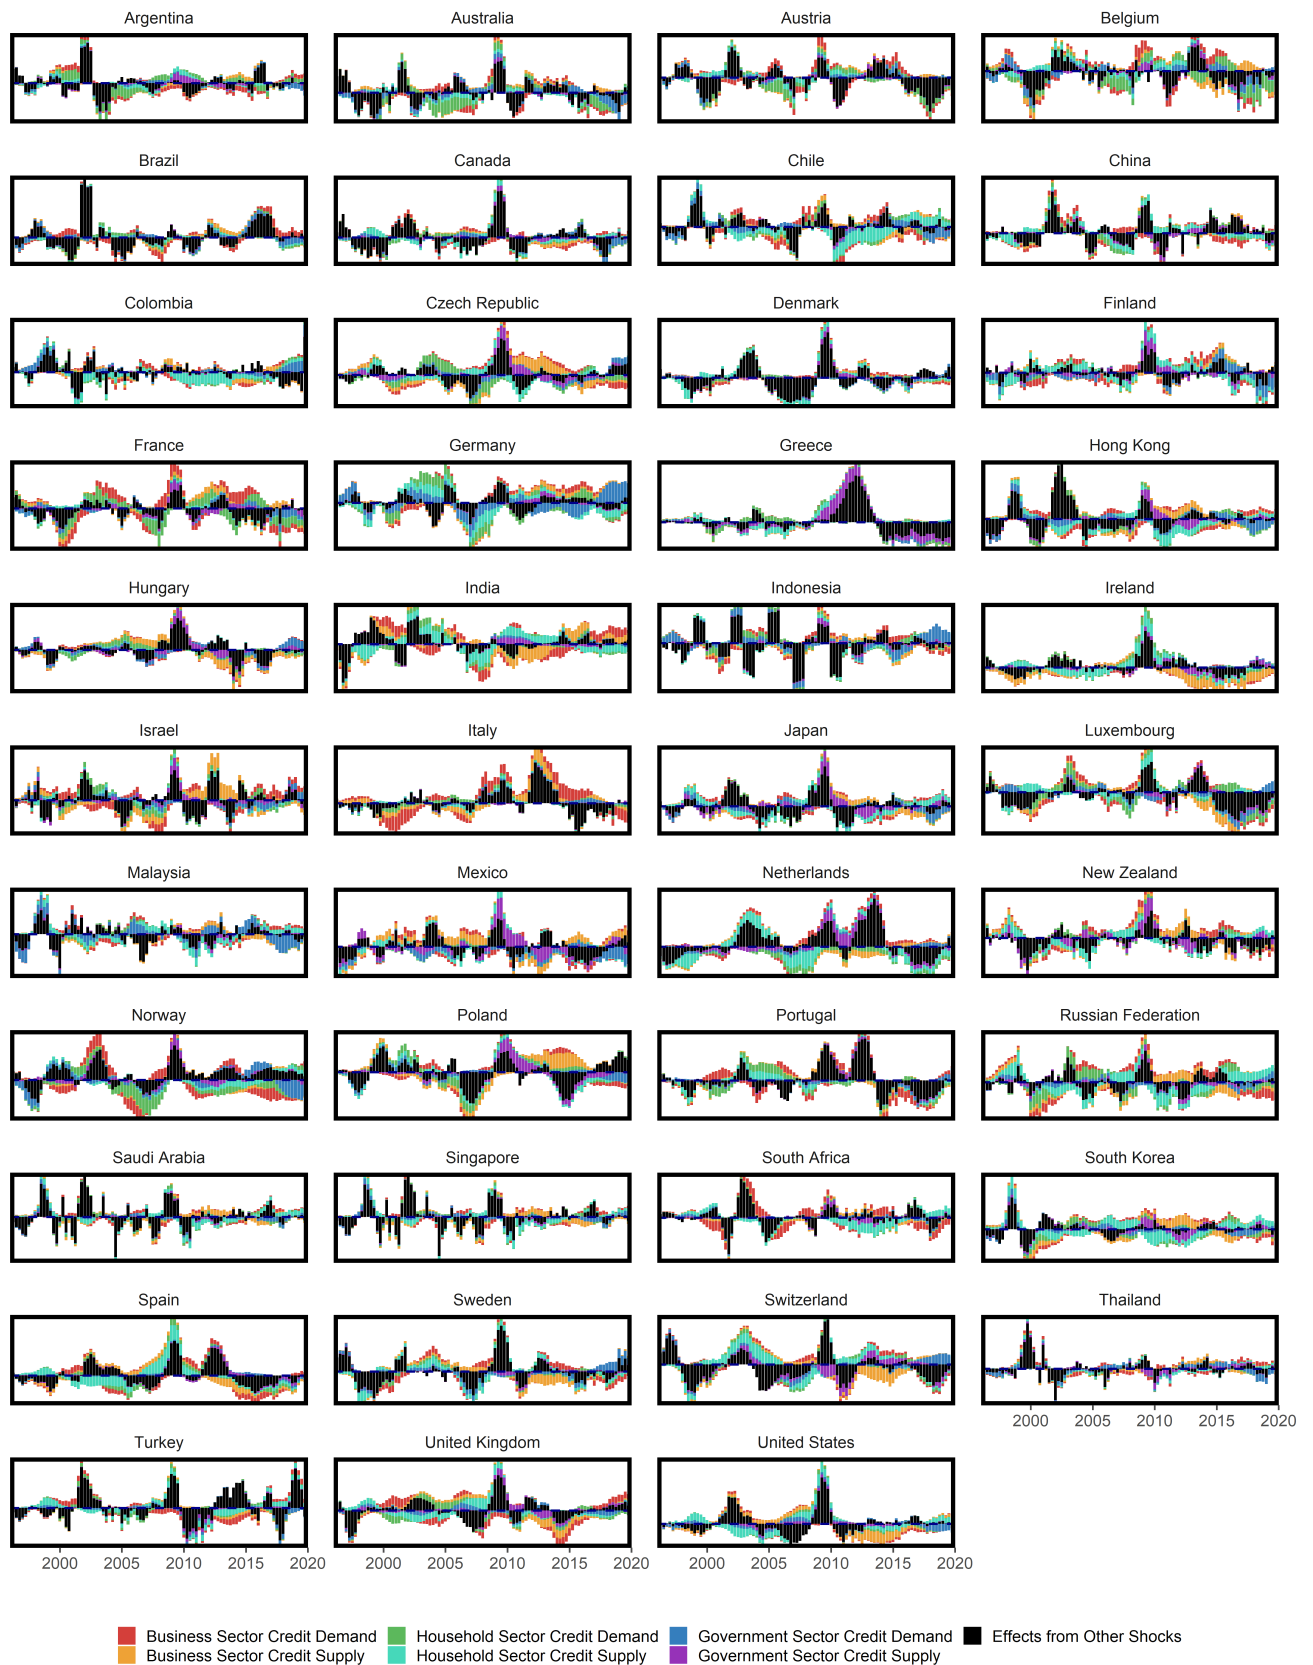 Argentina Australia Austria Belgium
Brazil Canada Chile China
Colombia Czech Republic Denmark Finland
France Germany Greece Hong Kong
Hungary India Indonesia Ireland
Israel Italy Japan Luxembourg
Malaysia Mexico Netherlands New Zealand
Norway Poland Portugal Russian Federation
Saudi Arabia Singapore South Africa South Korea
Spain Sweden Switzerland Thailand
2000 2005 2010 2015 2020
Turkey United Kingdom United States
2000 2005 2010 2015 2020 2000 2005 2010 2015 2020 2000 2005 2010 2015 2020
Business Sector Credit Demand Household Sector Credit Demand Government Sector Credit Demand Effects from Other Shocks
Business Sector Credit Supply Household Sector Credit Supply Government Sector Credit Supply